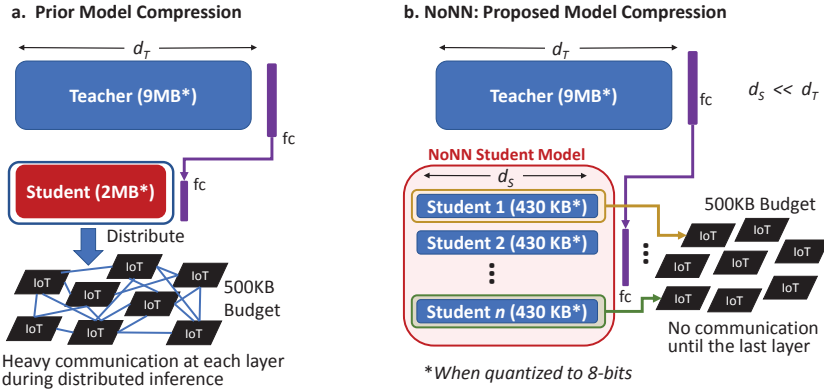 a. Prior Model Compression
d_T
Teacher (9MB*)
fc
Student (2MB*)
fc
Distribute
IoT
IoT
IoT
IoT
IoT
IoT
IoT
IoT
500KB
Budget
Heavy communication at each layer
during distributed inference
b. NoNN: Proposed Model Compression
d_T
Teacher (9MB*)
fc
d_S << d_T
NoNN Student Model
d_S
Student 1 (430 KB*)
Student 2 (430 KB*)
⋮
Student n (430 KB*)
fc
500KB Budget
IoT
IoT
IoT
IoT
⋮
IoT
IoT
IoT
IoT
IoT
No communication
until the last layer
*When quantized to 8-bits